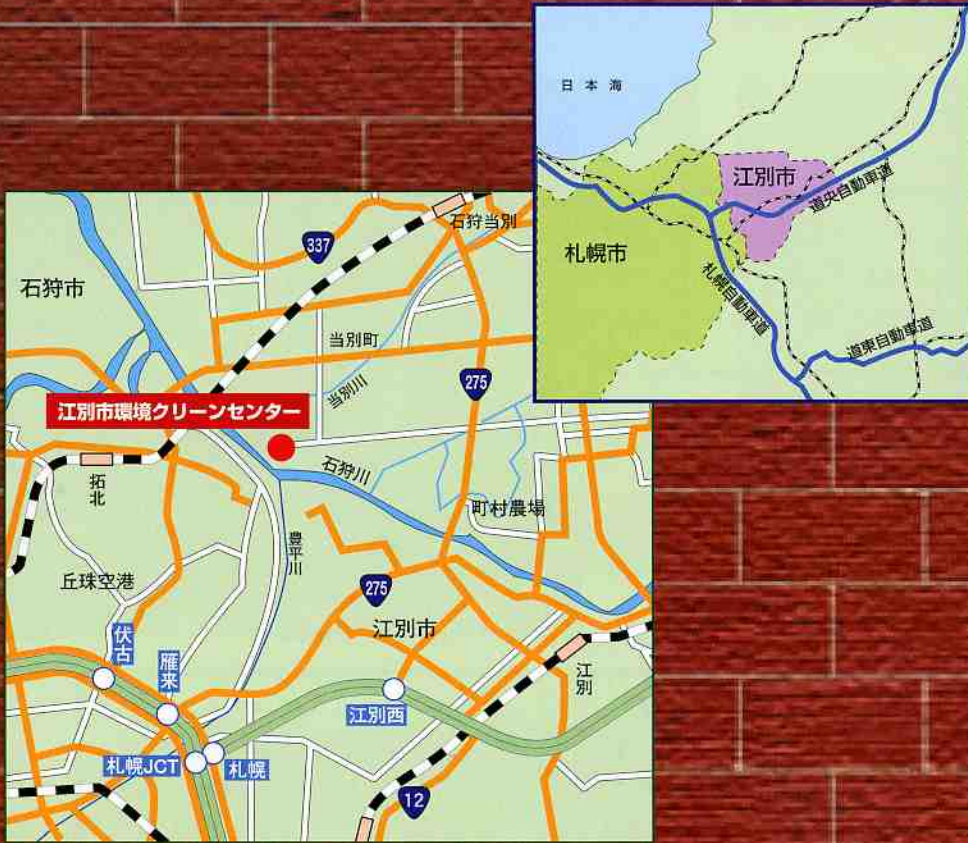 日本海
江別市
道央自動車道
札幌市
札幌自動車道
道東自動車道
石狩当別
337
石狩市
当別町
当別川
275
江別市環境クリーンセンター
石狩川
拓北
町村農場
豊平川
丘珠空港
275
江別市
伏古
雁来
江別
江別西
札幌JCT
札幌
12